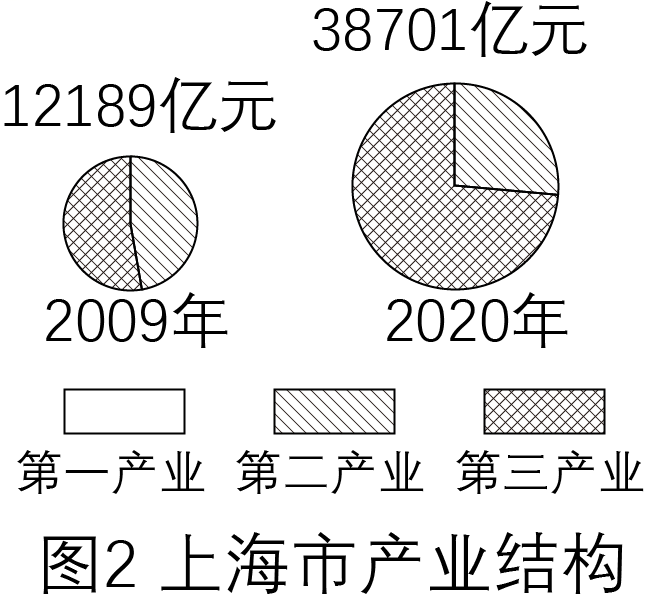 38701亿元
12189亿元
2009年
2020年
第一产业
第二产业
第三产业
图2 上海市产业结构